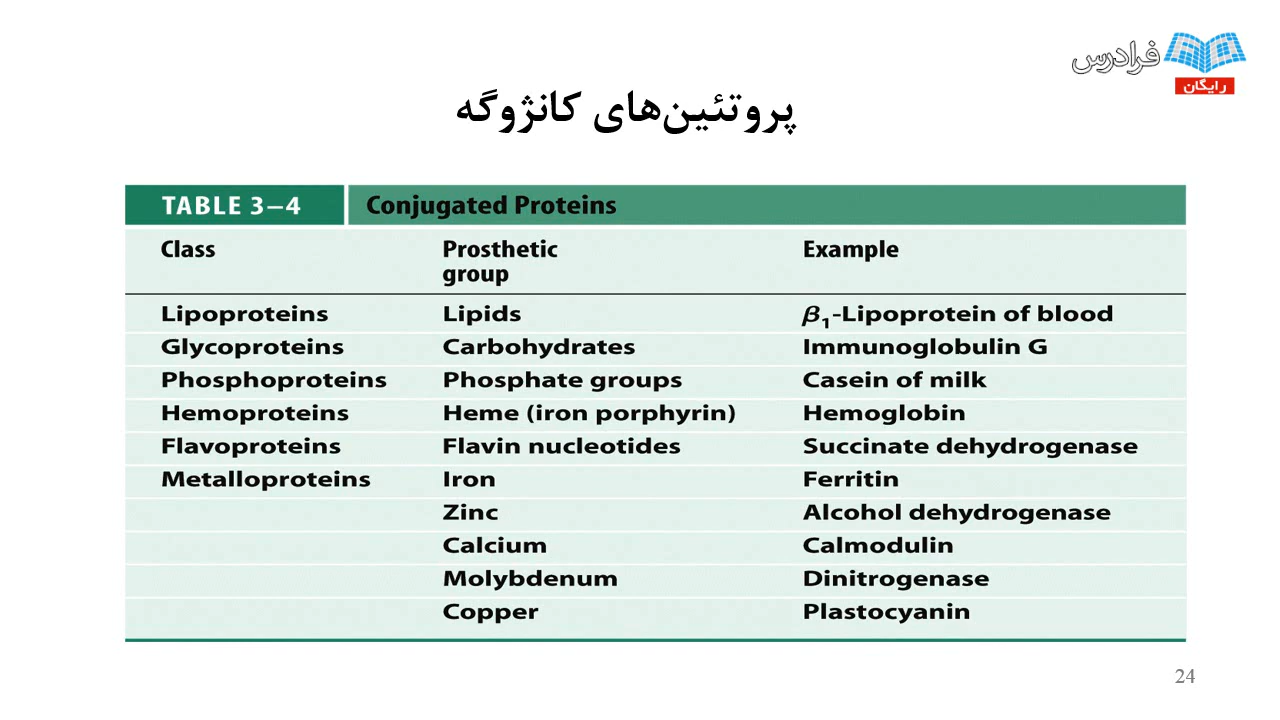 فرادرس
رایگان
پروتئین‌های کانژوگه
TABLE 3–4 Conjugated Proteins
Class Prosthetic group Example
Lipoproteins Lipids β1-Lipoprotein of blood
Glycoproteins Carbohydrates Immunoglobulin G
Phosphoproteins Phosphate groups Casein of milk
Hemoproteins Heme (iron porphyrin) Hemoglobin
Flavoproteins Flavin nucleotides Succinate dehydrogenase
Metalloproteins Iron Ferritin
Zinc Alcohol dehydrogenase
Calcium Calmodulin
Molybdenum Dinitrogenase
Copper Plastocyanin
24